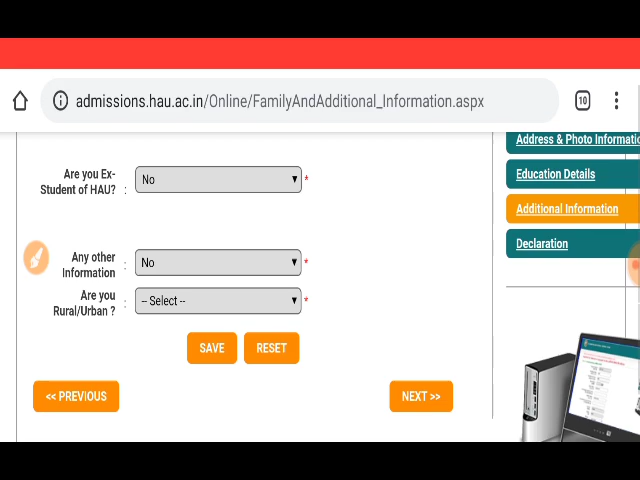 admissions.hau.ac.in/Online/FamilyAndAdditional_Information.aspx
10
Address & Photo Informatio
Are you Ex-
Student of HAU? : No *
Education Details
Additional Information
Declaration
Any other
Information : No *
Are you
Rural/Urban ? : -- Select -- *
SAVE RESET
<< PREVIOUS NEXT >>